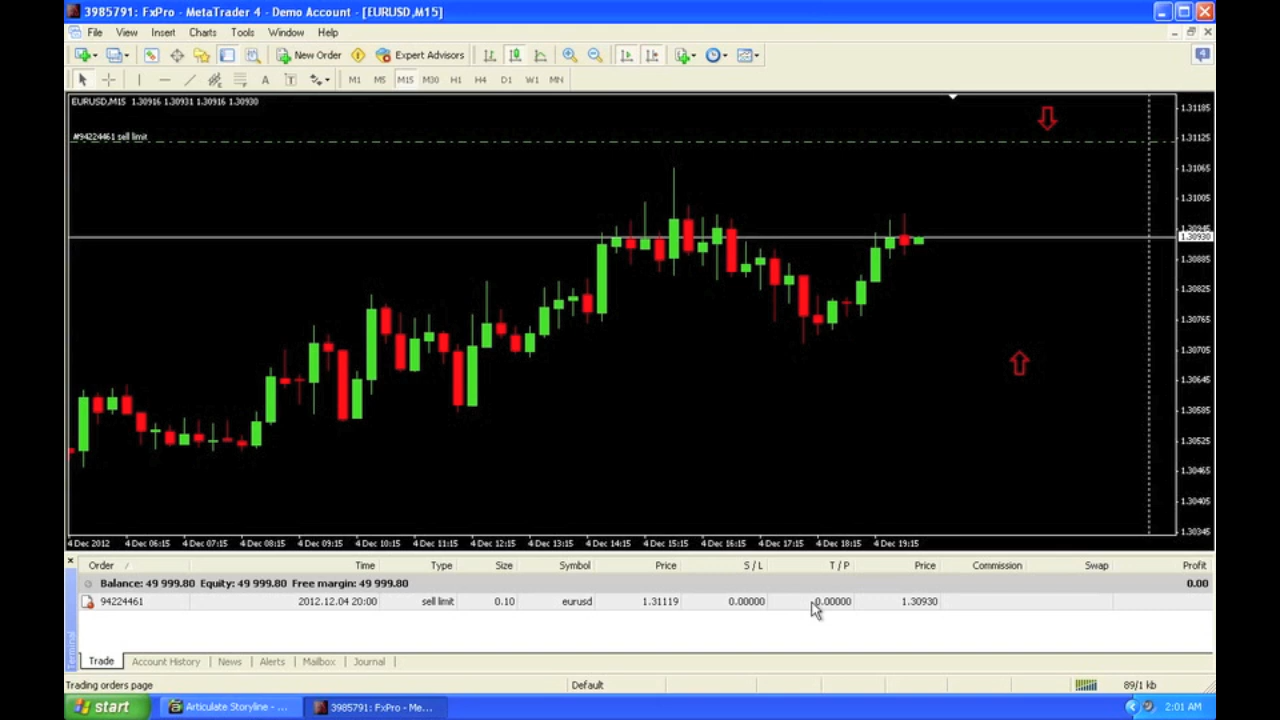 3985791: FxPro - MetaTrader 4 - Demo Account - [EURUSD,M15]
File View Insert Charts Tools Window Help
New Order Expert Advisors 4
A T M1 M5 M15 M30 H1 H4 D1 W1 MN
EURUSD,M15 1.30916 1.30931 1.30916 1.30930
#94224461 sell limit
1.31185
1.31125
1.31065
1.31005
1.30945
1.30930
1.30885
1.30825
1.30765
1.30705
1.30645
1.30585
1.30525
1.30465
1.30405
1.30345
4 Dec 2012 4 Dec 06:15 4 Dec 07:15 4 Dec 08:15 4 Dec 09:15 4 Dec 10:15 4 Dec 11:15 4 Dec 12:15 4 Dec 13:15 4 Dec 14:15 4 Dec 15:15 4 Dec 16:15 4 Dec 17:15 4 Dec 18:15 4 Dec 19:15
Order / Time Type Size Symbol Price S / L T / P Price Commission Swap Profit
Balance: 49 999.80 Equity: 49 999.80 Free margin: 49 999.80 0.00
94224461 2012.12.04 20:00 sell limit 0.10 eurusd 1.31119 0.00000 0.00000 1.30930
Terminal
Trade Account History News Alerts Mailbox Journal
Trading orders page Default 89/1 kb
start Articulate Storyline - ... 3985791: FxPro - Me... 2:01 AM